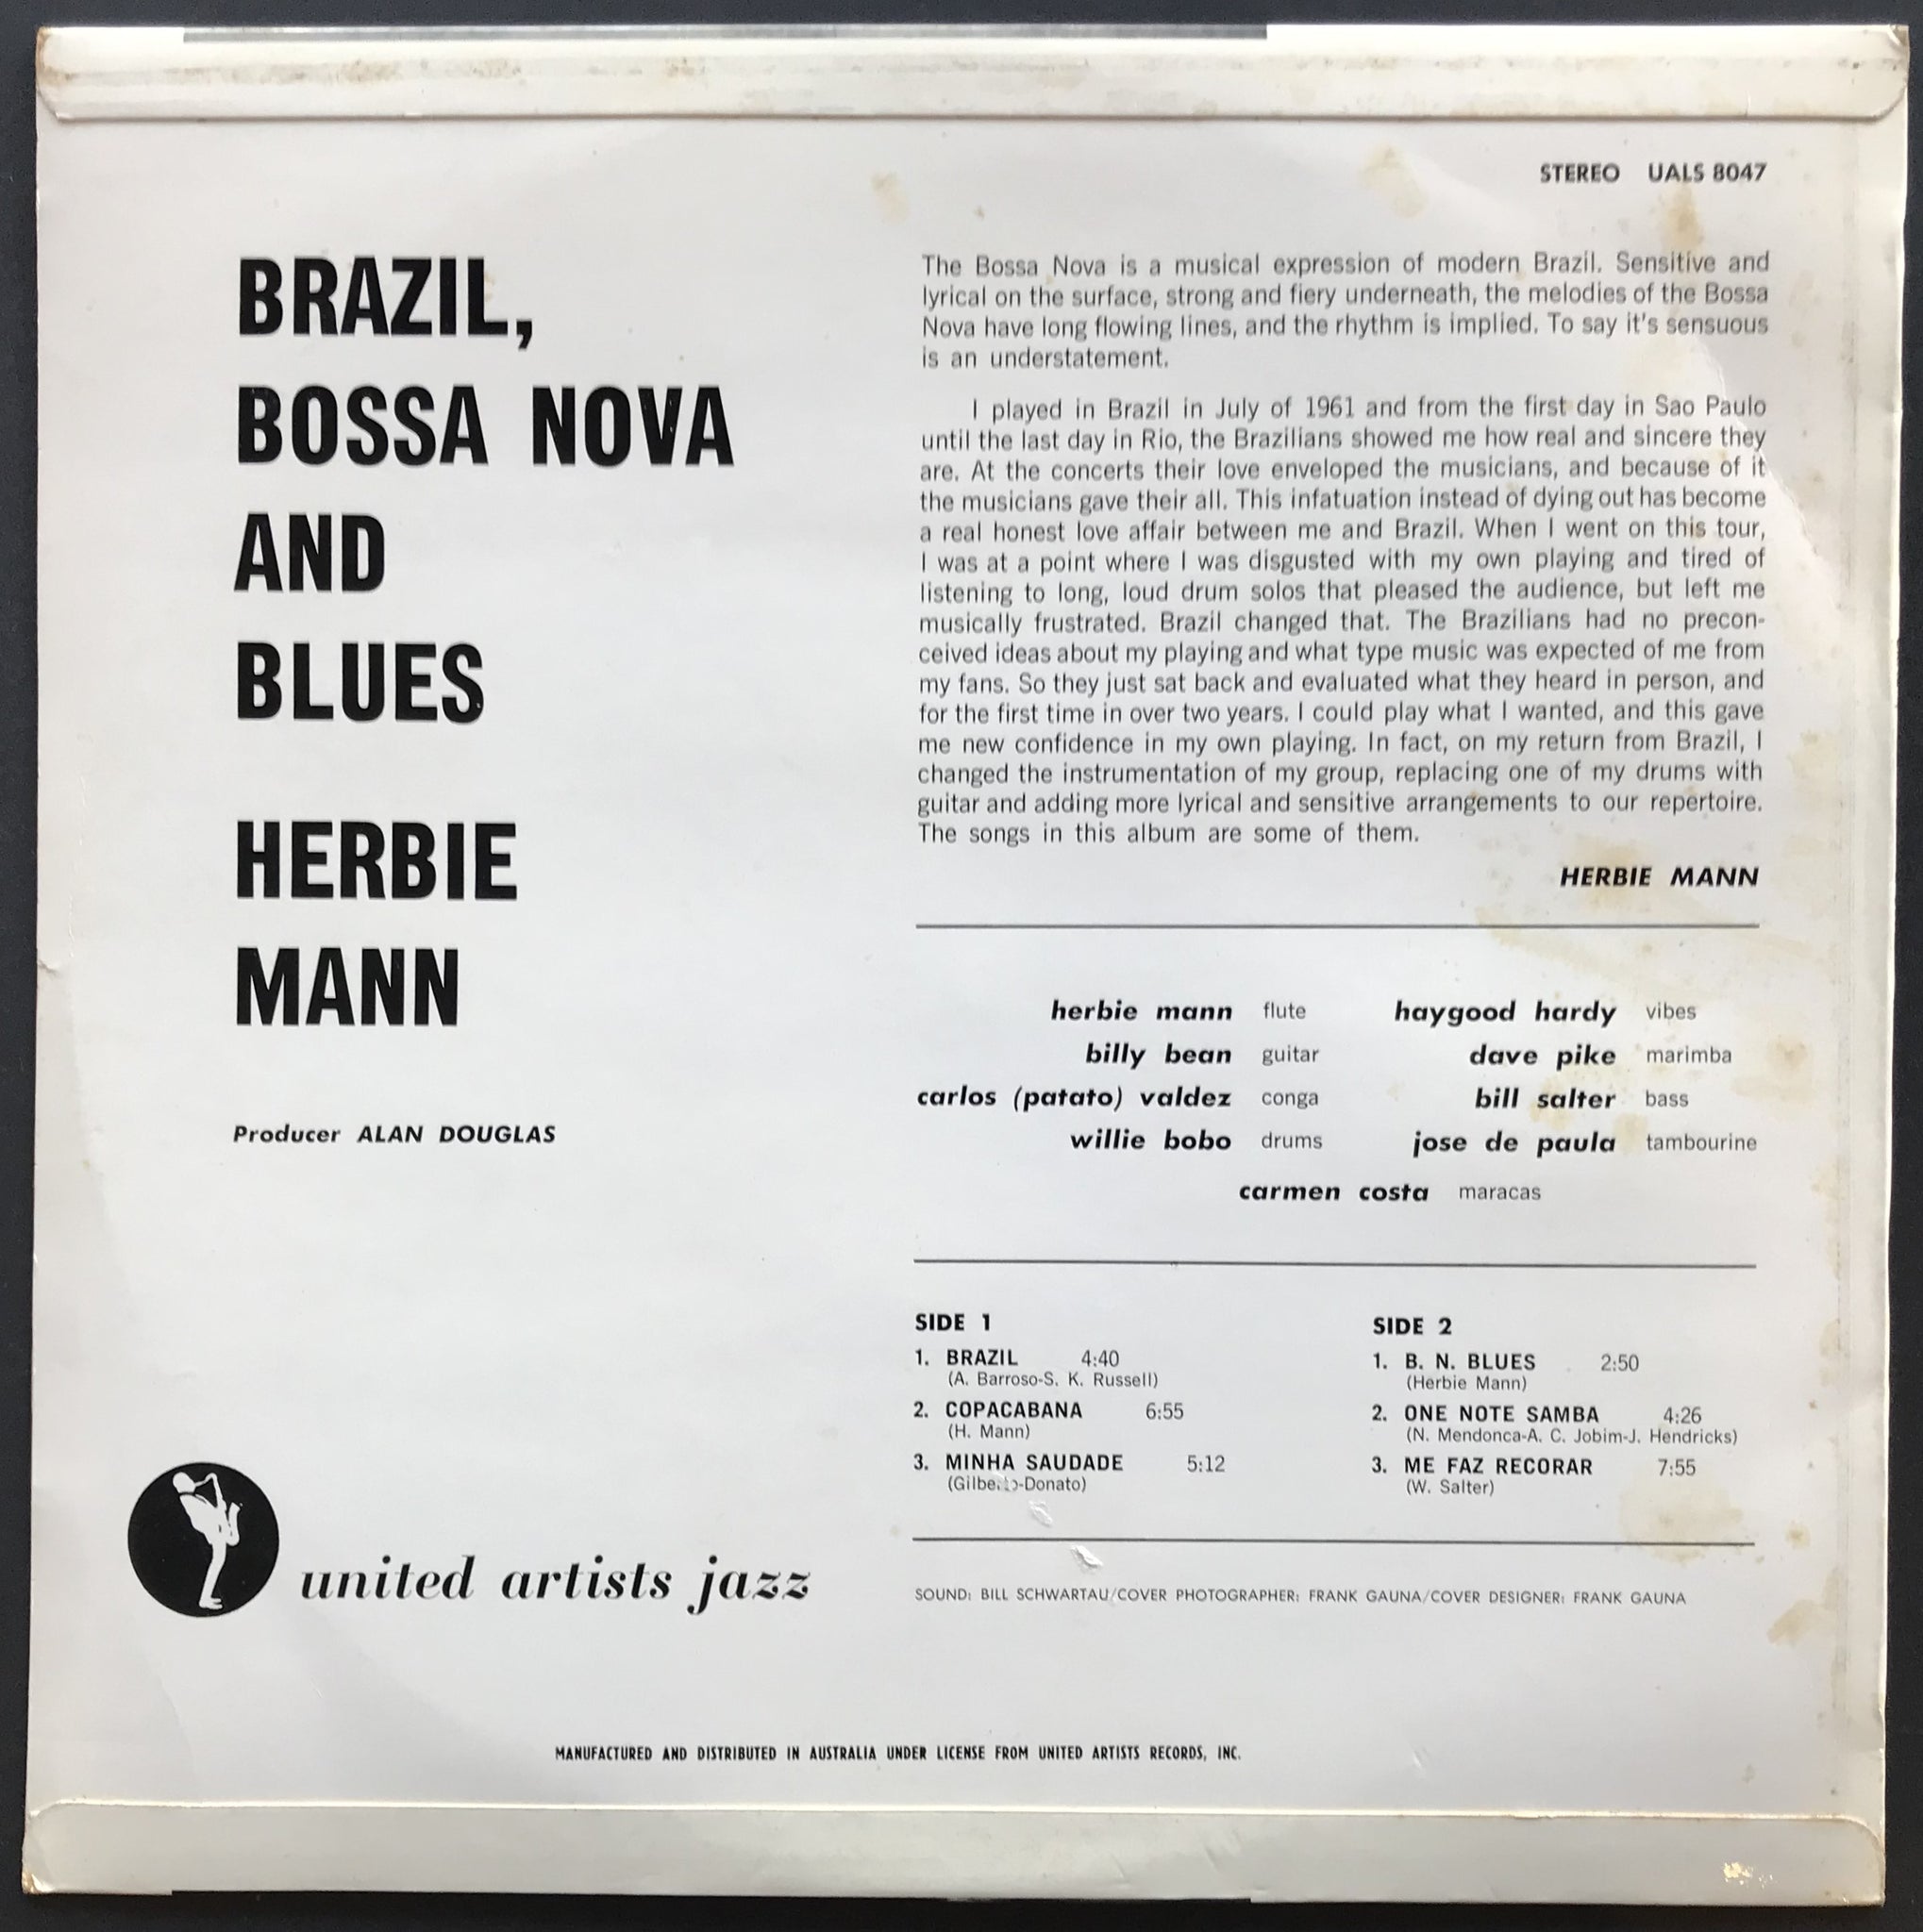 STEREO UALS 8047
BRAZIL,
BOSSA NOVA
AND
BLUES
HERBIE
MANN
Producer ALAN DOUGLAS
united artists jazz
The Bossa Nova is a musical expression of modern Brazil. Sensitive and
lyrical on the surface, strong and fiery underneath, the melodies of the Bossa
Nova have long flowing lines, and the rhythm is implied. To say it's sensuous
is an understatement.
I played in Brazil in July of 1961 and from the first day in Sao Paulo
until the last day in Rio, the Brazilians showed me how real and sincere they
are. At the concerts their love enveloped the musicians, and because of it
the musicians gave their all. This infatuation instead of dying out has become
a real honest love affair between me and Brazil. When I went on this tour,
I was at a point where I was disgusted with my own playing and tired of
listening to long, loud drum solos that pleased the audience, but left me
musically frustrated. Brazil changed that. The Brazilians had no precon-
ceived ideas about my playing and what type music was expected of me from
my fans. So they just sat back and evaluated what they heard in person, and
for the first time in over two years. I could play what I wanted, and this gave
me new confidence in my own playing. In fact, on my return from Brazil, I
changed the instrumentation of my group, replacing one of my drums with
guitar and adding more lyrical and sensitive arrangements to our repertoire.
The songs in this album are some of them.
HERBIE MANN
herbie mann flute haygood hardy vibes
billy bean guitar dave pike marimba
carlos (patato) valdez conga bill salter bass
willie bobo drums jose de paula tambourine
carmen costa maracas
SIDE 1
1. BRAZIL 4:40
(A. Barroso-S. K. Russell)
2. COPACABANA 6:55
(H. Mann)
3. MINHA SAUDADE 5:12
(Gilberto-Donato)
SIDE 2
1. B. N. BLUES 2:50
(Herbie Mann)
2. ONE NOTE SAMBA 4:26
(N. Mendonca-A. C. Jobim-J. Hendricks)
3. ME FAZ RECORAR 7:55
(W. Salter)
SOUND: BILL SCHWARTAU/COVER PHOTOGRAPHER: FRANK GAUNA/COVER DESIGNER: FRANK GAUNA
MANUFACTURED AND DISTRIBUTED IN AUSTRALIA UNDER LICENSE FROM UNITED ARTISTS RECORDS, INC.